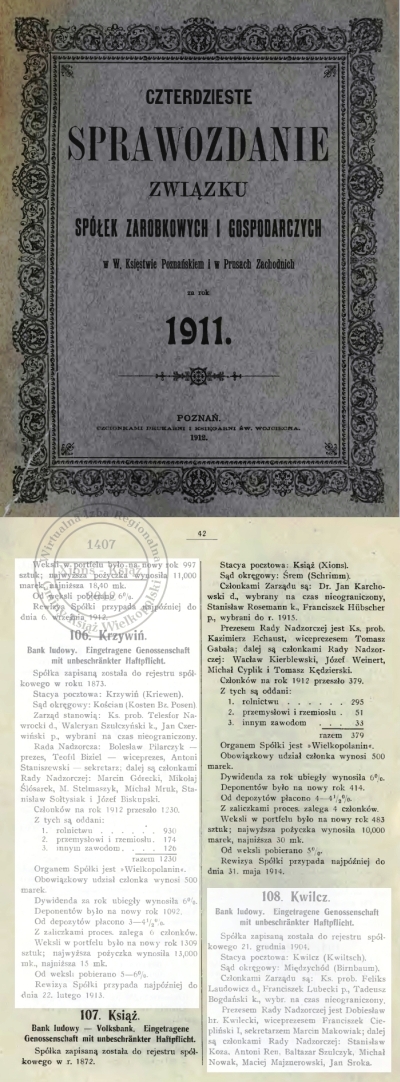 CZTERDZIESTE
SPRAWOZDANIE
ZWIĄZKU
SPÓŁEK ZAROBKOWYCH I GOSPODARCZYCH
w W. Księstwie Poznańskiem i w Prusach Zachodnich
za rok
1911.
POZNAŃ.
CZCIONKAMI DRUKARNI I KSIĘGARNI ŚW. WOJCIECHA.
1912.
42
1407
Weksli w portfelu było na nowy rok 997
sztuk; najwyższa pożyczka wynosiła 11,000
marek, najniższa 18,40 mk.
Od weksli pobierano 6%.
Rewizya Spółki przypada najpóźniej do
dnia 6. września 1912.
106. Krzywiń.
Bank ludowy. Eingetragene Genossenschaft
mit unbeschränkter Haftpflicht.
Spółka zapisaną została do rejestru spół-
kowego w roku 1873.
Stacya pocztowa: Krzywiń (Kriewen).
Sąd okręgowy: Kościan (Kosten Bz. Posen)
Zarząd stanowią: Ks. prob. Telesfor Na-
wrocki d., Waleryan Szulczyński k., Jan Czer-
wiński p., wybrani na czas nieograniczony.
Rada Nadzorcza: Bolesław Pilarczyk —
prezes, Teofil Biziel — wiceprezes, Antoni
Staniszewski — sekretarz; dalej są członkami
Rady Nadzorczej: Marcin Górecki, Mikołaj
Ślósarek, M. Stelmaszyk, Michał Mruk, Sta-
nisław Sołtysiak i Józef Biskupski.
Członków na rok 1912 przeszło 1230.
Z tych są oddani:
1. rolnictwu . . . . . . 930
2. przemysłowi i rzemiosłu . 174
3. innym zawodom . . . . 126
razem 1230
Organem Spółki jest »Wielkopolanin«.
Obowiązkowy udział członka wynosi 500
marek.
Dywidenda za rok ubiegły wynosiła 6%.
Deponentów było na nowy rok 1092.
Od depozytów płacono 3—4½%.
Z zaliczkami proces. zalega 6 członków.
Weksli w portfelu było na nowy rok 1309
sztuk; najwyższa pożyczka wynosiła 13,000
mk., najniższa 15 mk.
Od weksli pobierano 5—6%.
Rewizya Spółki przypada najpóźniej do
dnia 22. lutego 1913.
107. Książ.
Bank ludowy — Volksbank. Eingetragene
Genossenschaft mit unbeschränkter Haftpflicht.
Spółka zapisaną została do rejestru spół-
kowego w r. 1872.
Stacya pocztowa: Książ (Xions).
Sąd okręgowy: Śrem (Schrimm).
Członkami Zarządu są: Dr. Jan Karcho-
wski d., wybrany na czas nieograniczony,
Stanisław Rosemann k., Franciszek Hübscher
p., wybrani do r. 1915.
Prezesem Rady Nadzorczej jest Ks. prob.
Kazimierz Echaust, wiceprezesem Tomasz
Gabała; dalej są członkami Rady Nadzor-
czej: Wacław Kierblewski, Józef Weinert,
Michał Cyplik i Tomasz Kędzierski.
Członków na rok 1912 przeszło 379.
Z tych są oddani:
1. rolnictwu . . . . . 295
2. przemysłowi i rzemiosłu . 51
3. innym zawodom . . . 33
razem 379
Organem Spółki jest »Wielkopolanin«.
Obowiązkowy udział członka wynosi 500
marek.
Dywidenda za rok ubiegły wynosiła 6%.
Deponentów było na nowy rok 414.
Od depozytów płacono 4—4½%.
Z zaliczkami proces. zalega 4 członków.
Weksli w portfelu było na nowy rok 483
sztuk; najwyższa pożyczka wynosiła 10,000
marek, najniższa 30 mk.
Od weksli pobierano 5%.
Rewizya Spółki przypada najpóźniej do
dnia 31. maja 1914.
108. Kwilcz.
Bank ludowy. Eingetragene Genossenschaft
mit unbeschränkter Haftpflicht.
Spółka zapisaną została do rejestru spół-
kowego 21. grudnia 1904.
Stacya pocztowa: Kwilcz (Kwiltsch).
Sąd okręgowy: Międzychód (Birnbaum).
Członkami Zarządu są: Ks. prob. Feliks
Laudowicz d., Franciszek Lubecki p., Tadeusz
Bogdański k., wybr. na czas nieograniczony.
Prezesem Rady Nadzorczej jest Dobiesław
hr. Kwilecki, wiceprezesem Franciszek Cie-
pliński I, sekretarzem Marcin Makowiak; dalej
są członkami Rady Nadzorczej: Stanisław
Koza, Antoni Ren, Baltazar Szulczyk, Michał
Nowak, Maciej Majznerowski, Jan Sroka.